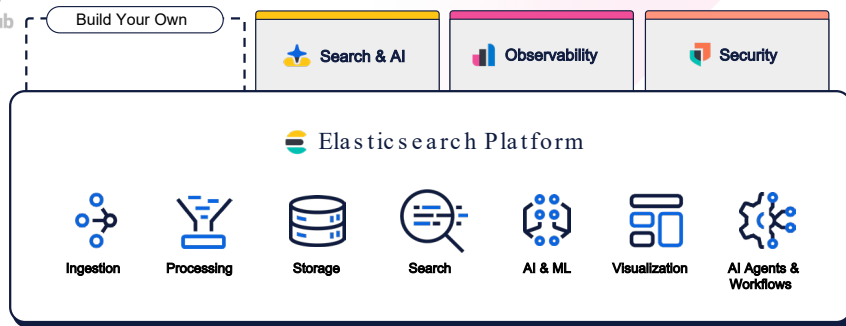 Build Your Own
Search & AI
Observability
Security
Elasticsearch Platform
Ingestion
Processing
Storage
Search
AI & ML
Visualization
AI Agents &
Workflows